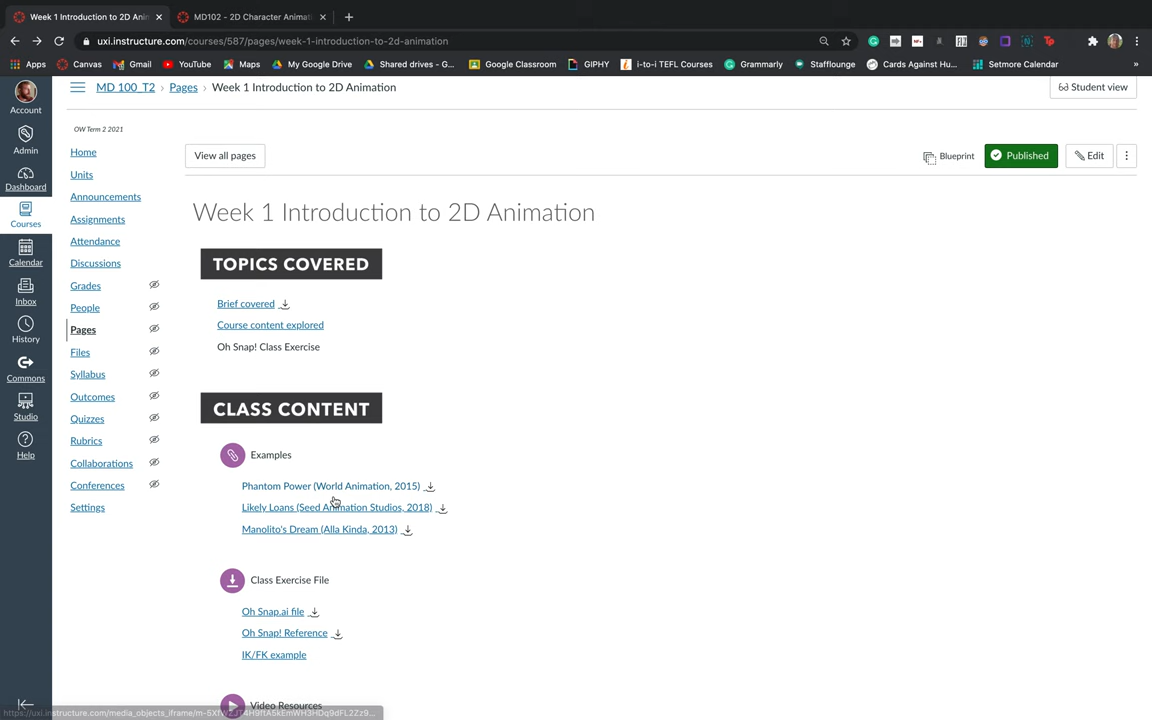 Week 1 Introduction to 2D Anim
MD102 - 2D Character Animati
uxi.instructure.com/courses/587/pages/week-1-introduction-to-2d-animation
Apps Canvas Gmail YouTube Maps My Google Drive Shared drives - G... Google Classroom GIPHY i-to-i TEFL Courses Grammarly Stafflounge Cards Against Hu... Setmore Calendar »
MD 100_T2 › Pages › Week 1 Introduction to 2D Animation
Student view
Account
Admin
Dashboard
Courses
Calendar
Inbox
History
Commons
Studio
Help
OW Term 2 2021
Home
Units
Announcements
Assignments
Attendance
Discussions
Grades
People
Pages
Files
Syllabus
Outcomes
Quizzes
Rubrics
Collaborations
Conferences
Settings
View all pages
Blueprint
Published
Edit
Week 1 Introduction to 2D Animation
TOPICS COVERED
Brief covered
Course content explored
Oh Snap! Class Exercise
CLASS CONTENT
Examples
Phantom Power (World Animation, 2015)
Likely Loans (Seed Animation Studios, 2018)
Manolito's Dream (Alla Kinda, 2013)
Class Exercise File
Oh Snap.ai file
Oh Snap! Reference
IK/FK example
Video Resources